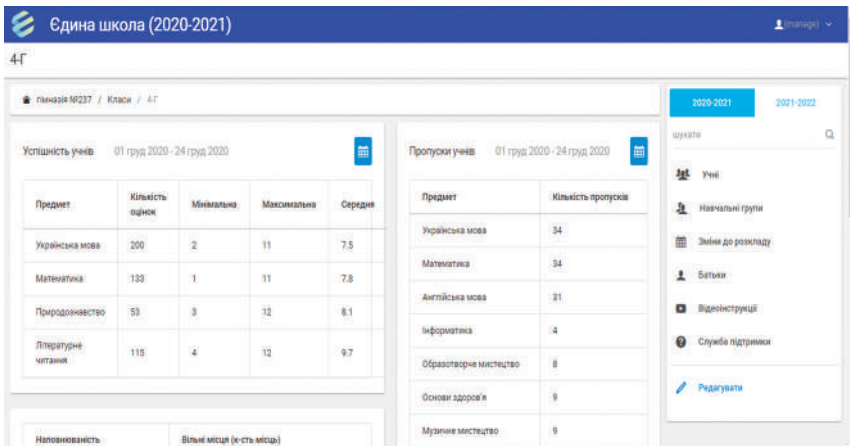 Єдина школа (2020-2021)
(manage)
4-Г
гімназія №237 / Класи / 4-Г
Успішність учнів 01 груд 2020 - 24 груд 2020
Предмет Кількість оцінок Мінімальна Максимальна Середня
Українська мова 200 2 11 7.5
Математика 133 1 11 7.8
Природознавство 53 3 12 8.1
Літературне читання 115 4 12 9.7
Наповнюваність Вільні місця (к-сть місць)
Пропуски учнів 01 груд 2020 - 24 груд 2020
Предмет Кількість пропусків
Українська мова 34
Математика 34
Англійська мова 31
Інформатика 4
Образотворче мистецтво 8
Основи здоров'я 9
Музичне мистецтво 9
2020-2021 2021-2022
шукати
Учні
Навчальні групи
Зміни до розкладу
Батьки
Відеоінструкції
Служба підтримки
Редагувати